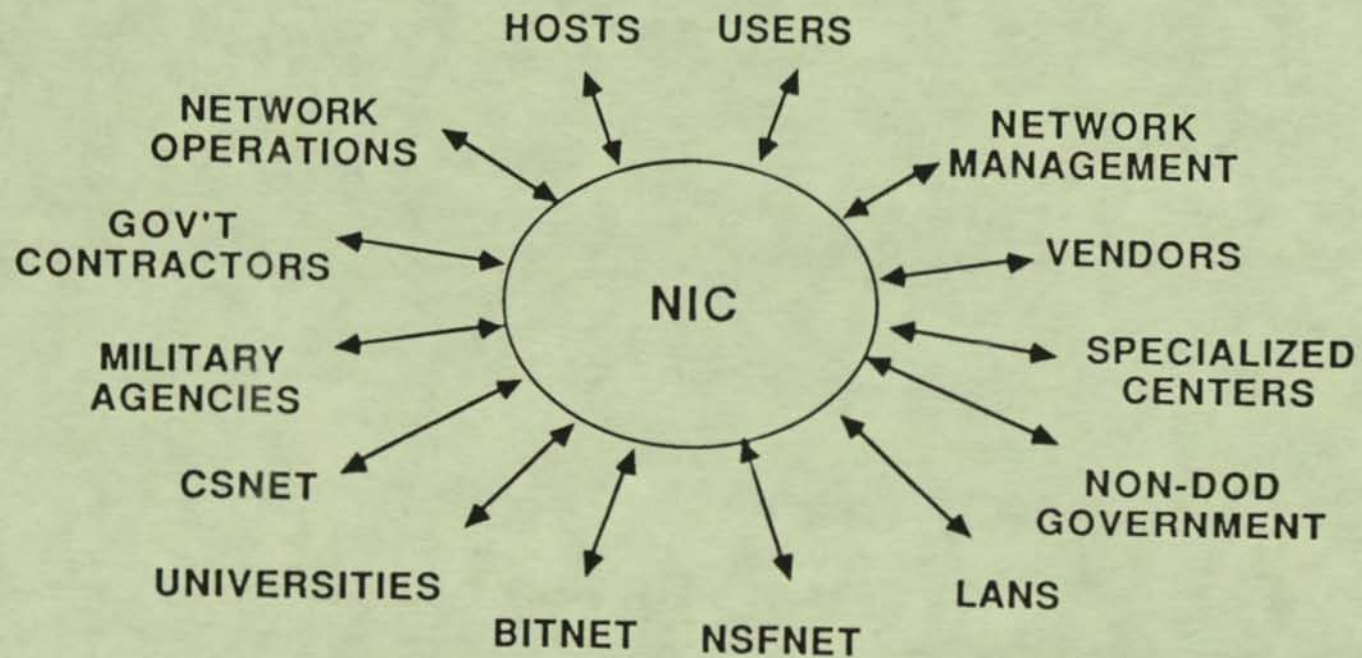 HOSTS
USERS
NETWORK
OPERATIONS
NETWORK
MANAGEMENT
GOV'T
CONTRACTORS
VENDORS
NIC
MILITARY
AGENCIES
SPECIALIZED
CENTERS
CSNET
NON-DOD
GOVERNMENT
UNIVERSITIES
LANS
BITNET
NSFNET